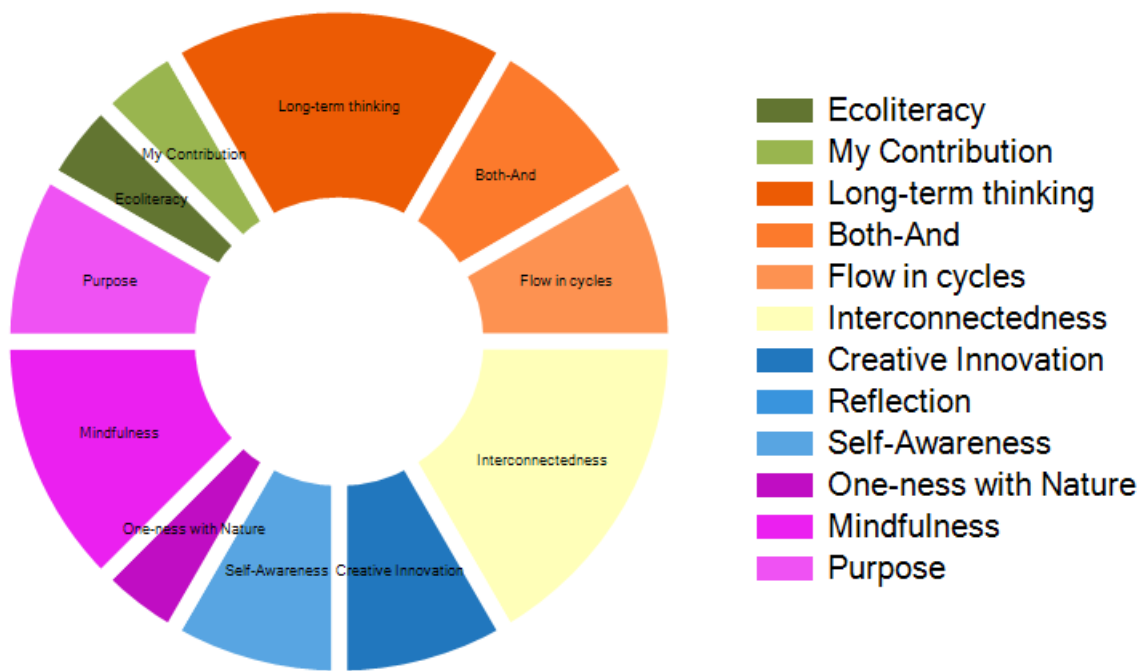 Long-term thinking
My Contribution
Both-And
Ecoliteracy
Purpose
Flow in cycles
Mindfulness
Interconnectedness
One-ness with Nature
Self-Awareness
Creative Innovation
Ecoliteracy
My Contribution
Long-term thinking
Both-And
Flow in cycles
Interconnectedness
Creative Innovation
Reflection
Self-Awareness
One-ness with Nature
Mindfulness
Purpose